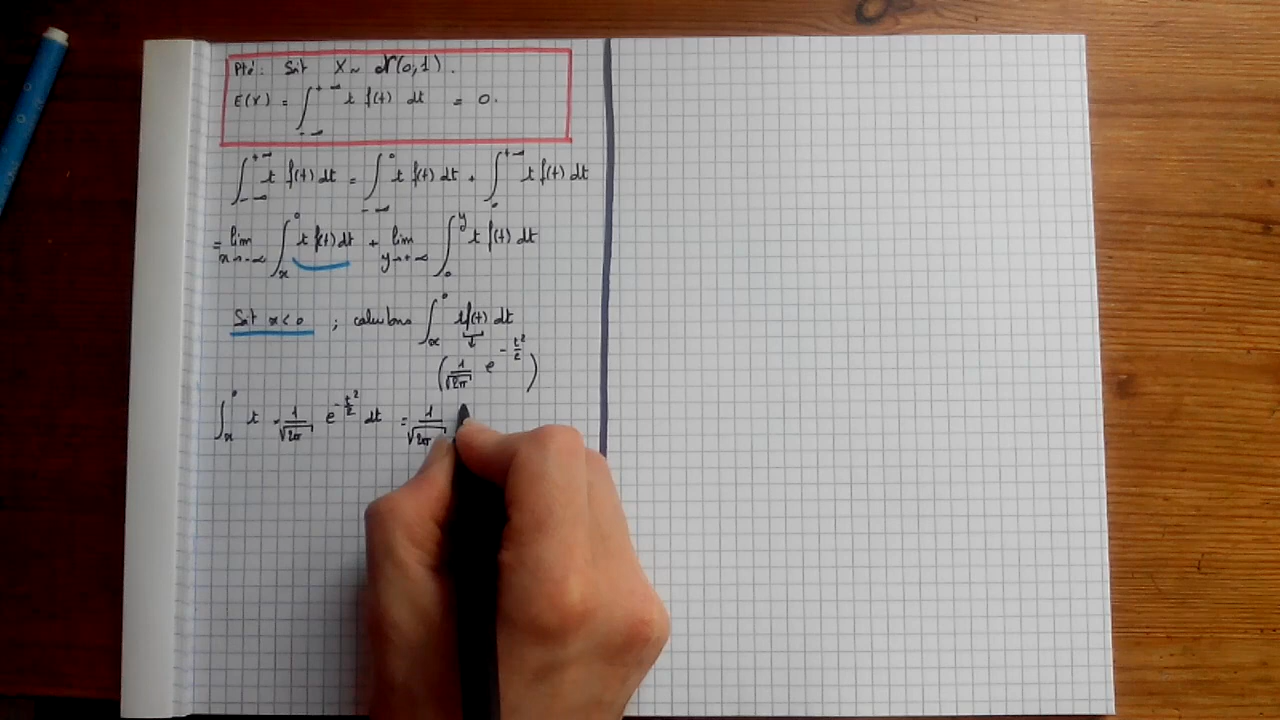 Pté : Soit X ~ N(0,1).
E(X) = ∫_{-∞}^{+∞} t f(t) dt = 0.
∫_{-∞}^{+∞} t f(t) dt = ∫_{-∞}^{0} t f(t) dt + ∫_{0}^{+∞} t f(t) dt
= lim_{x→-∞} ∫_{x}^{0} t f(t) dt + lim_{y→+∞} ∫_{0}^{y} t f(t) dt
Soit x < 0 ; calculons ∫_{x}^{0} t f(t) dt
(1/√2π e^{-t²/2})
∫_{x}^{0} t · 1/√2π e^{-t²/2} dt = 1/√2π